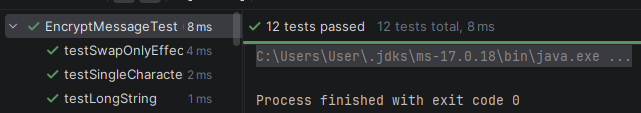 EncryptMessageTest 8 ms
testSwapOnlyEffec 4 ms
testSingleCharacte 2 ms
testLongString 1 ms
12 tests passed 12 tests total, 8 ms
C:\Users\User\.jdks\ms-17.0.18\bin\java.exe ...
Process finished with exit code 0